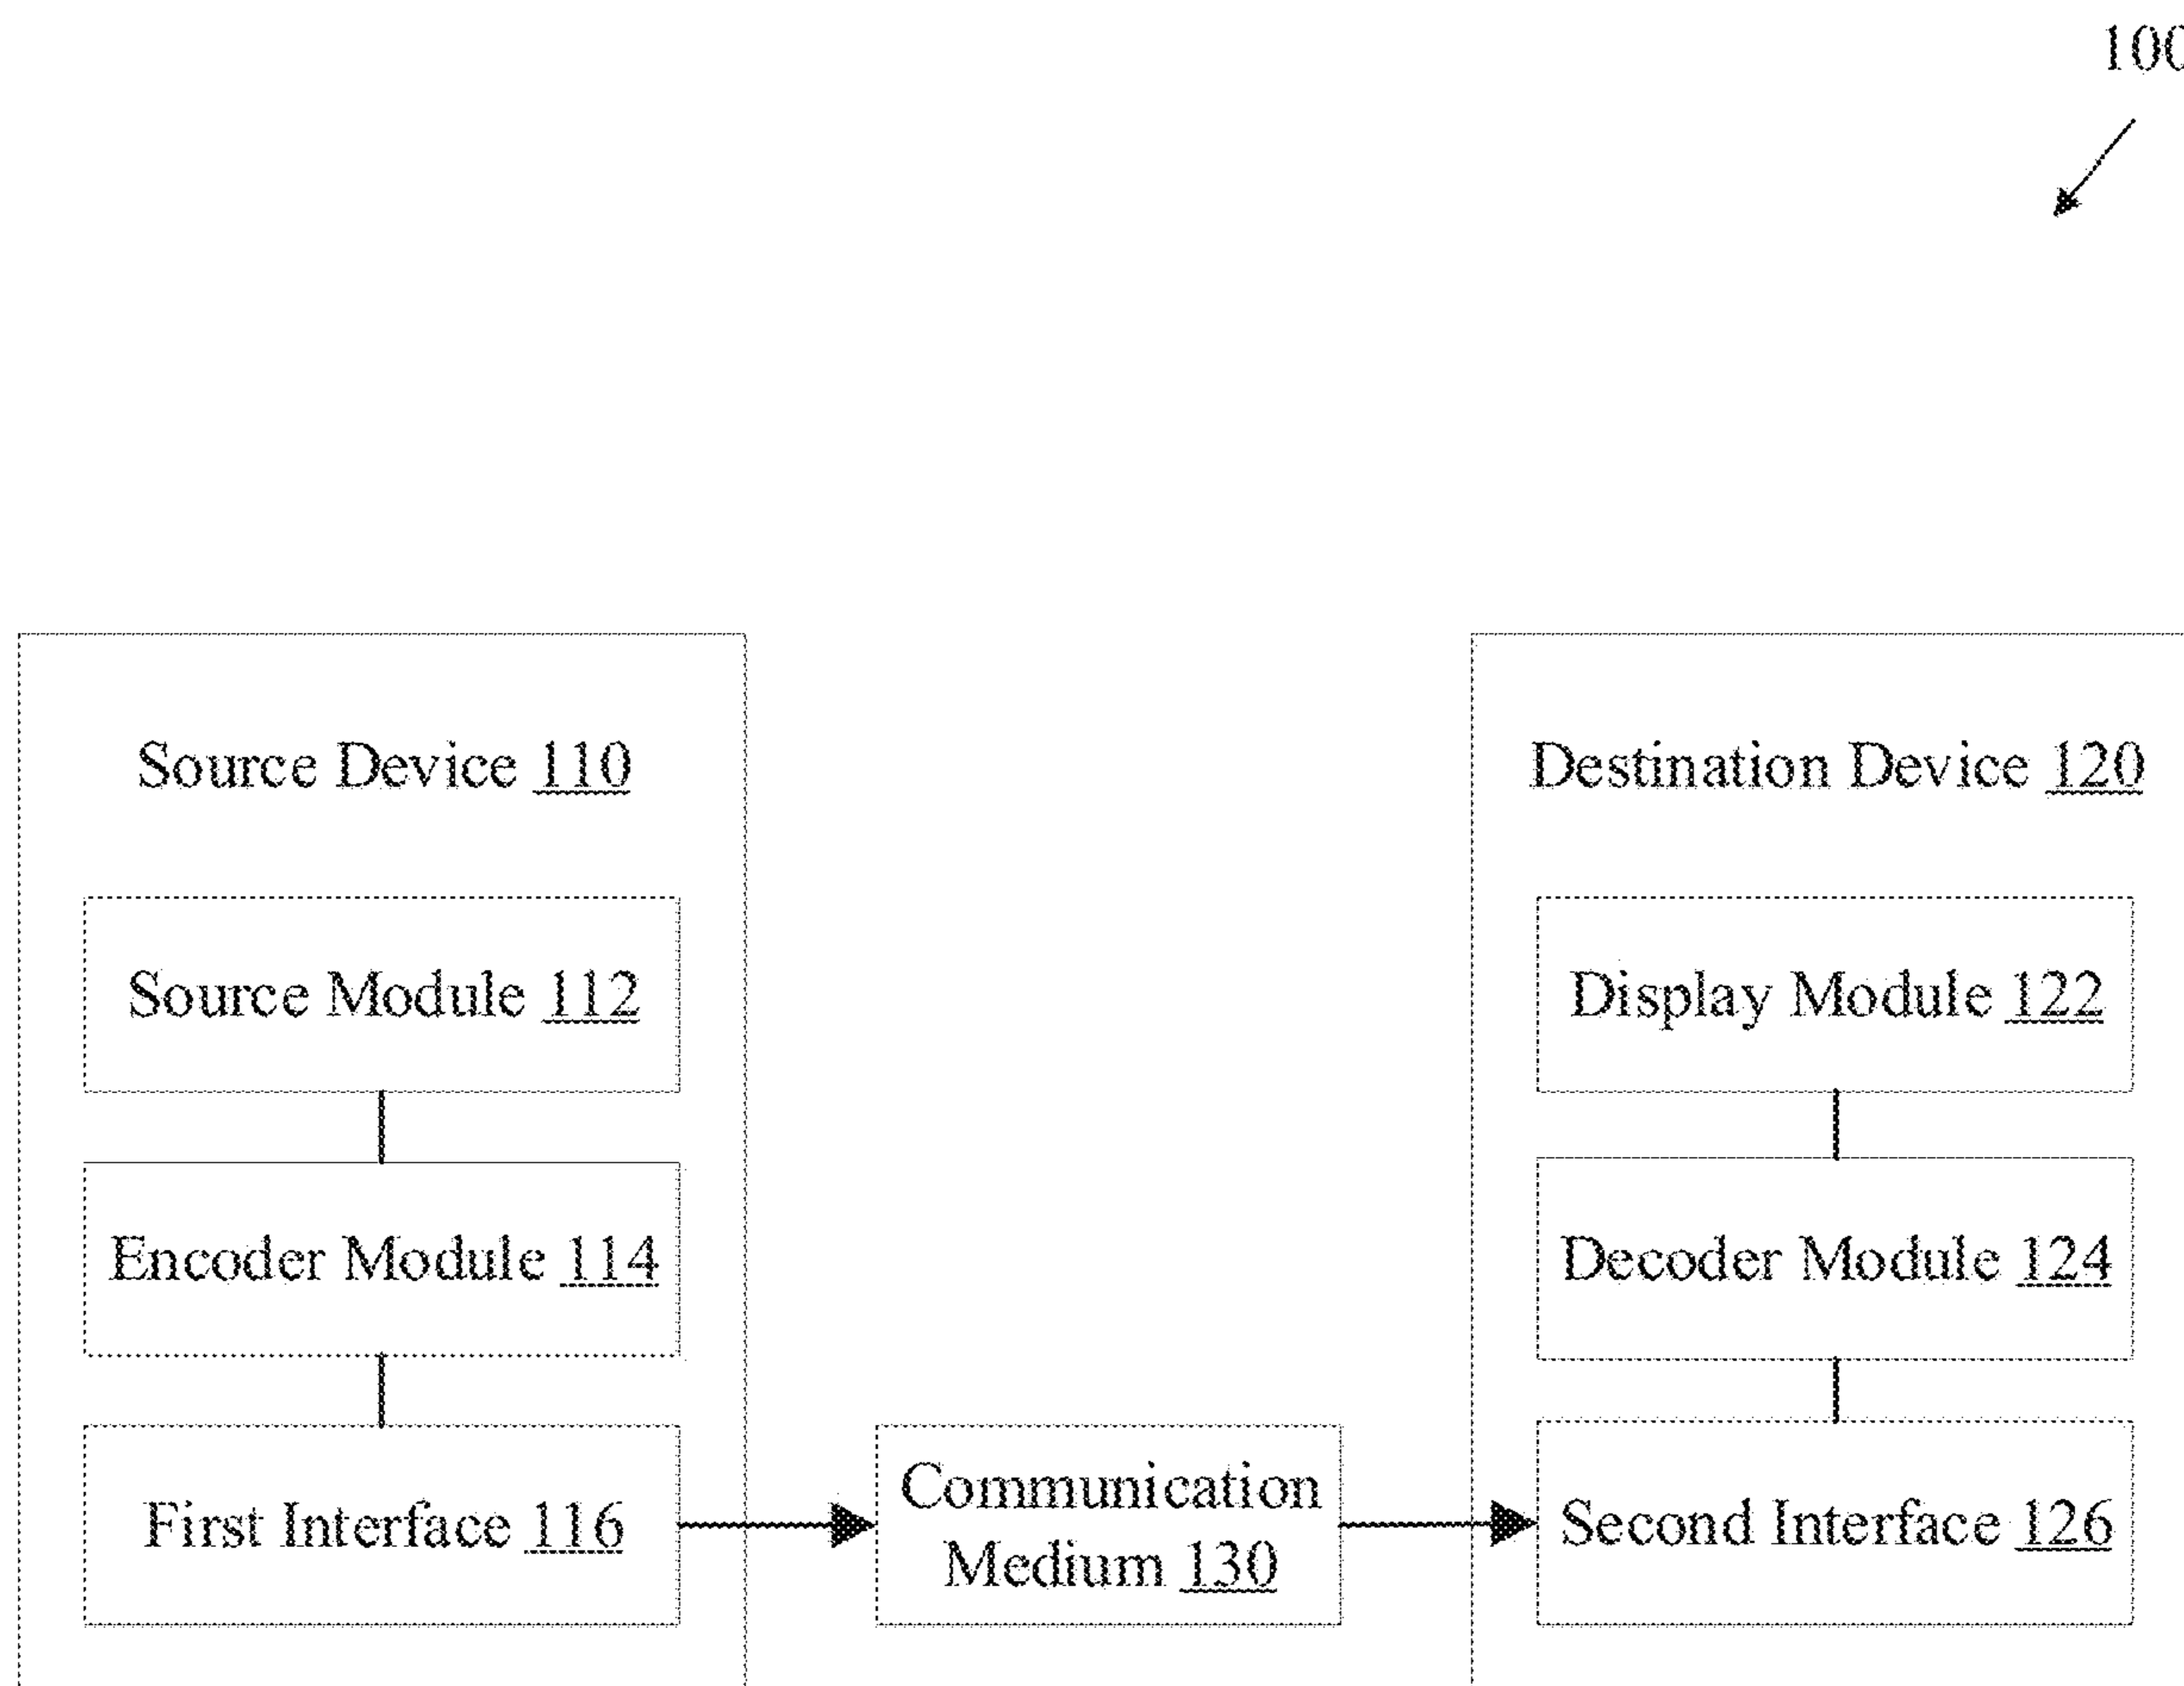 100
Source Device 110
Source Module 112
Encoder Module 114
First Interface 116
Communication
Medium 130
Destination Device 120
Display Module 122
Decoder Module 124
Second Interface 126